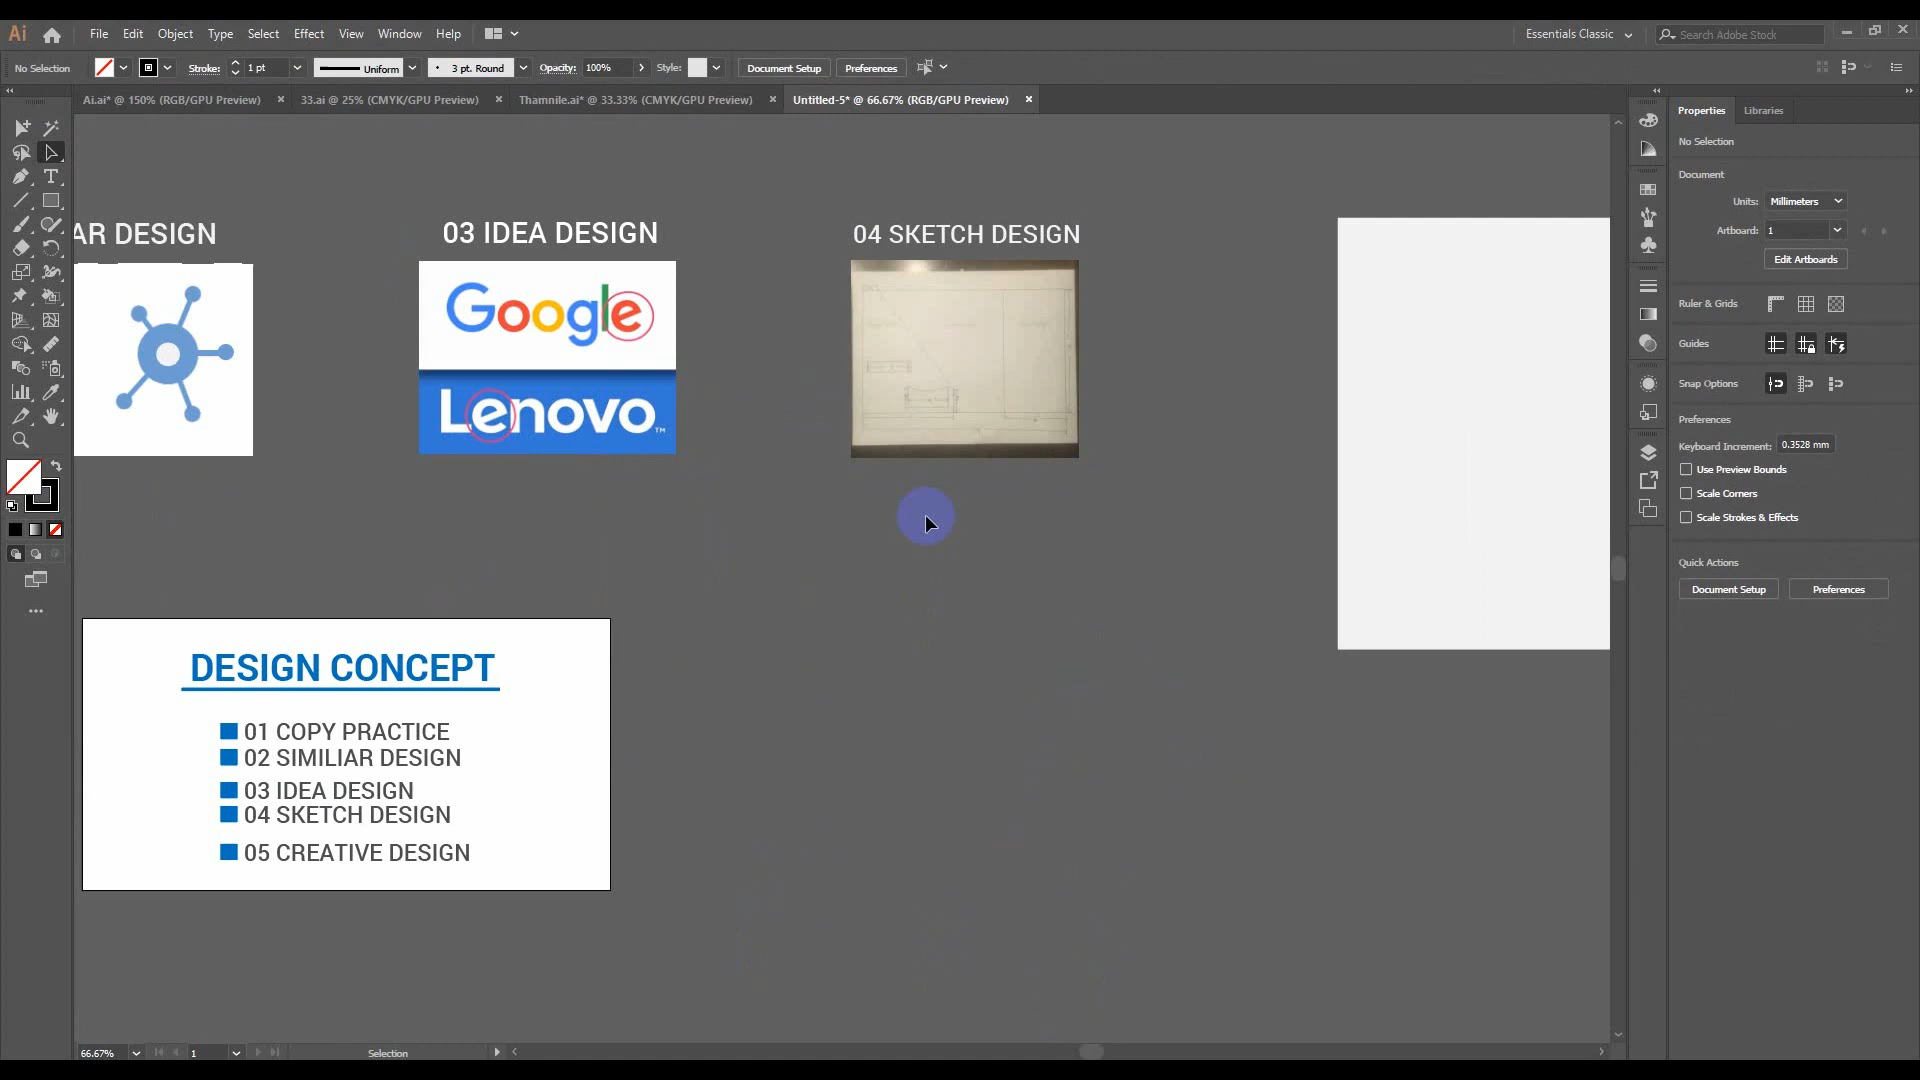 Ai
File Edit Object Type Select Effect View Window Help
Essentials Classic
Search Adobe Stock
No Selection
Stroke: 1 pt
Uniform
3 pt. Round
Opacity: 100%
Style:
Document Setup
Preferences
Ai.ai* @ 150% (RGB/GPU Preview)
33.ai @ 25% (CMYK/GPU Preview)
Thamnile.ai* @ 33.33% (CMYK/GPU Preview)
Untitled-5* @ 66.67% (RGB/GPU Preview)
AR DESIGN
03 IDEA DESIGN
04 SKETCH DESIGN
Google
Lenovo™
DESIGN CONCEPT
01 COPY PRACTICE
02 SIMILIAR DESIGN
03 IDEA DESIGN
04 SKETCH DESIGN
05 CREATIVE DESIGN
Properties Libraries
No Selection
Document
Units: Millimeters
Artboard: 1
Edit Artboards
Ruler & Grids
Guides
Snap Options
Preferences
Keyboard Increment: 0.3528 mm
Use Preview Bounds
Scale Corners
Scale Strokes & Effects
Quick Actions
Document Setup Preferences
66.67% 1 Selection